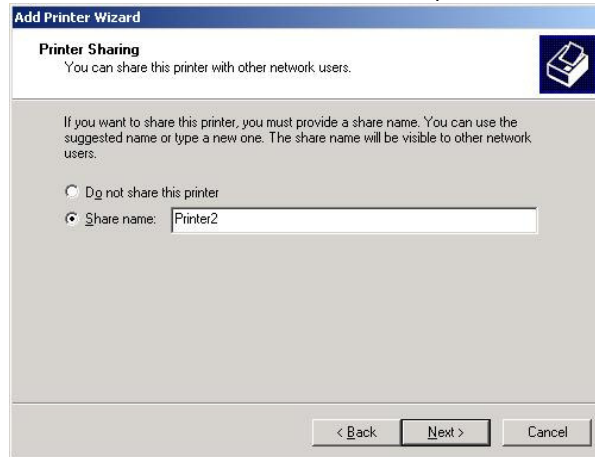 Add Printer Wizard
Printer Sharing
You can share this printer with other network users.
If you want to share this printer, you must provide a share name. You can use the
suggested name or type a new one. The share name will be visible to other network
users.
Do not share this printer
Share name: Printer2
< Back Next > Cancel